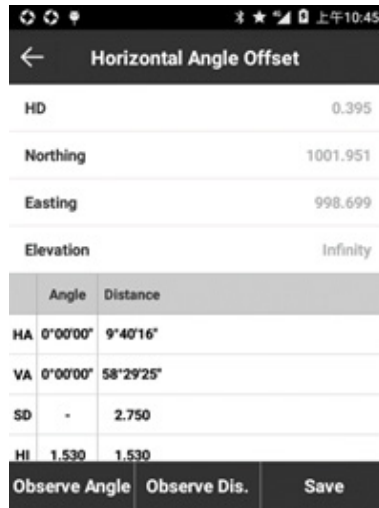 上午10:45
Horizontal Angle Offset
HD 0.395
Northing 1001.951
Easting 998.699
Elevation Infinity
Angle Distance
HA 0°00'00" 9°40'16"
VA 0°00'00" 58°29'25"
SD - 2.750
HI 1.530 1.530
Observe Angle Observe Dis. Save